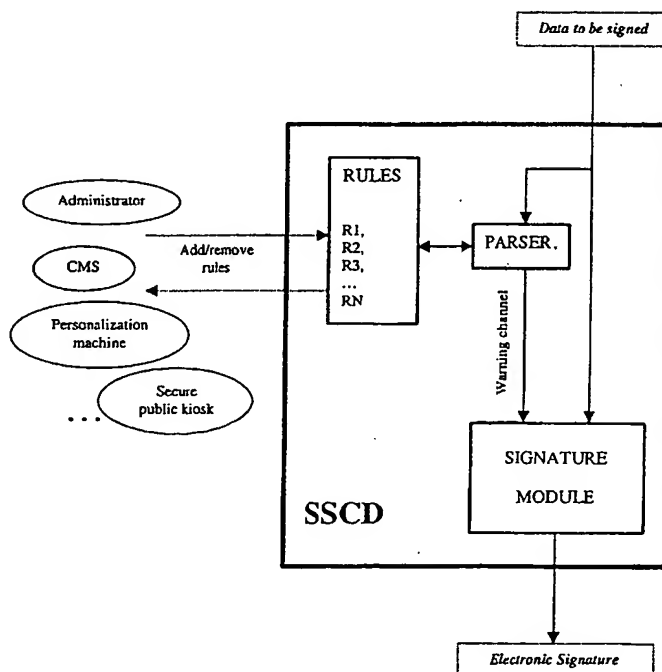 Data to be signed
RULES
R1,
R2,
R3,
...
RN
Administrator
CMS
Personalization
machine
Secure
public kiosk
...
Add/remove
rules
PARSER.
Warning channel
SIGNATURE
MODULE
SSCD
Electronic Signature